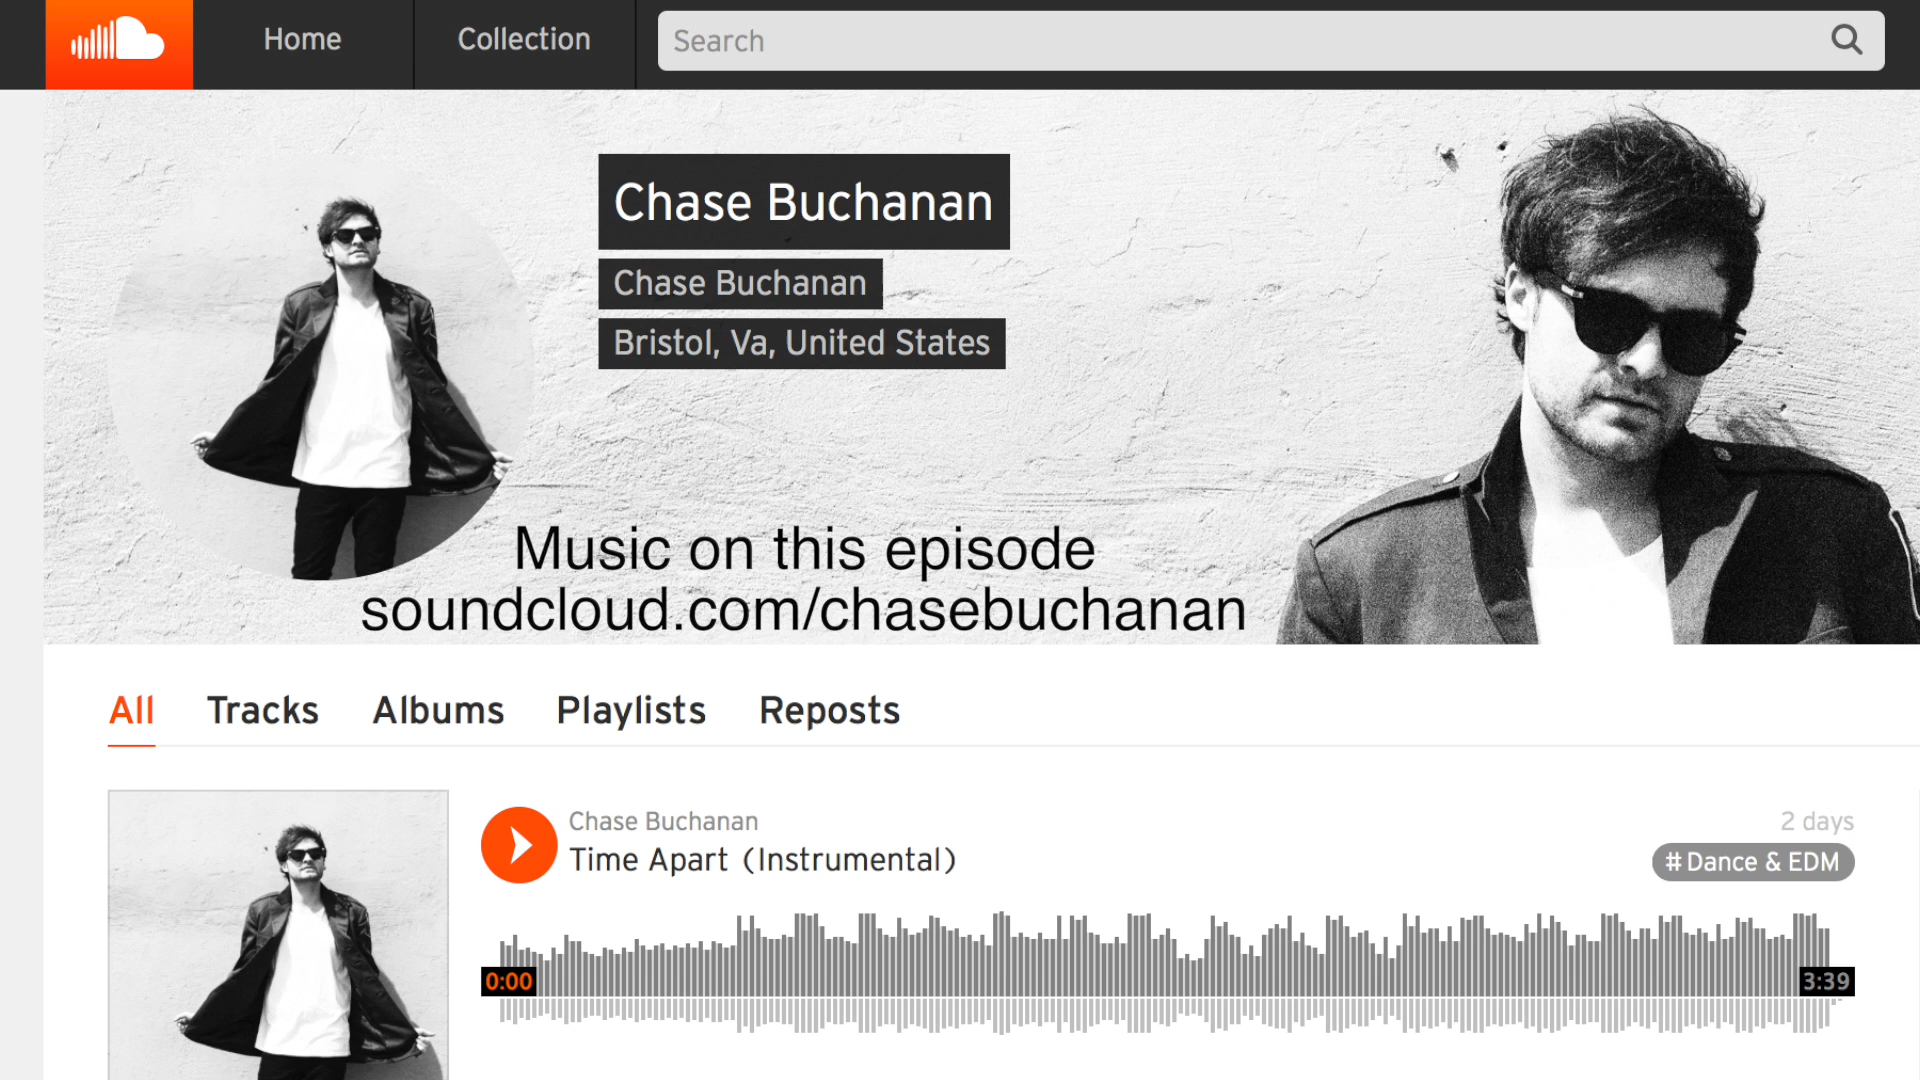 Home Collection Search
Chase Buchanan
Chase Buchanan
Bristol, Va, United States
Music on this episode
soundcloud.com/chasebuchanan
All Tracks Albums Playlists Reposts
Chase Buchanan 2 days
Time Apart (Instrumental) # Dance & EDM
0:00 3:39